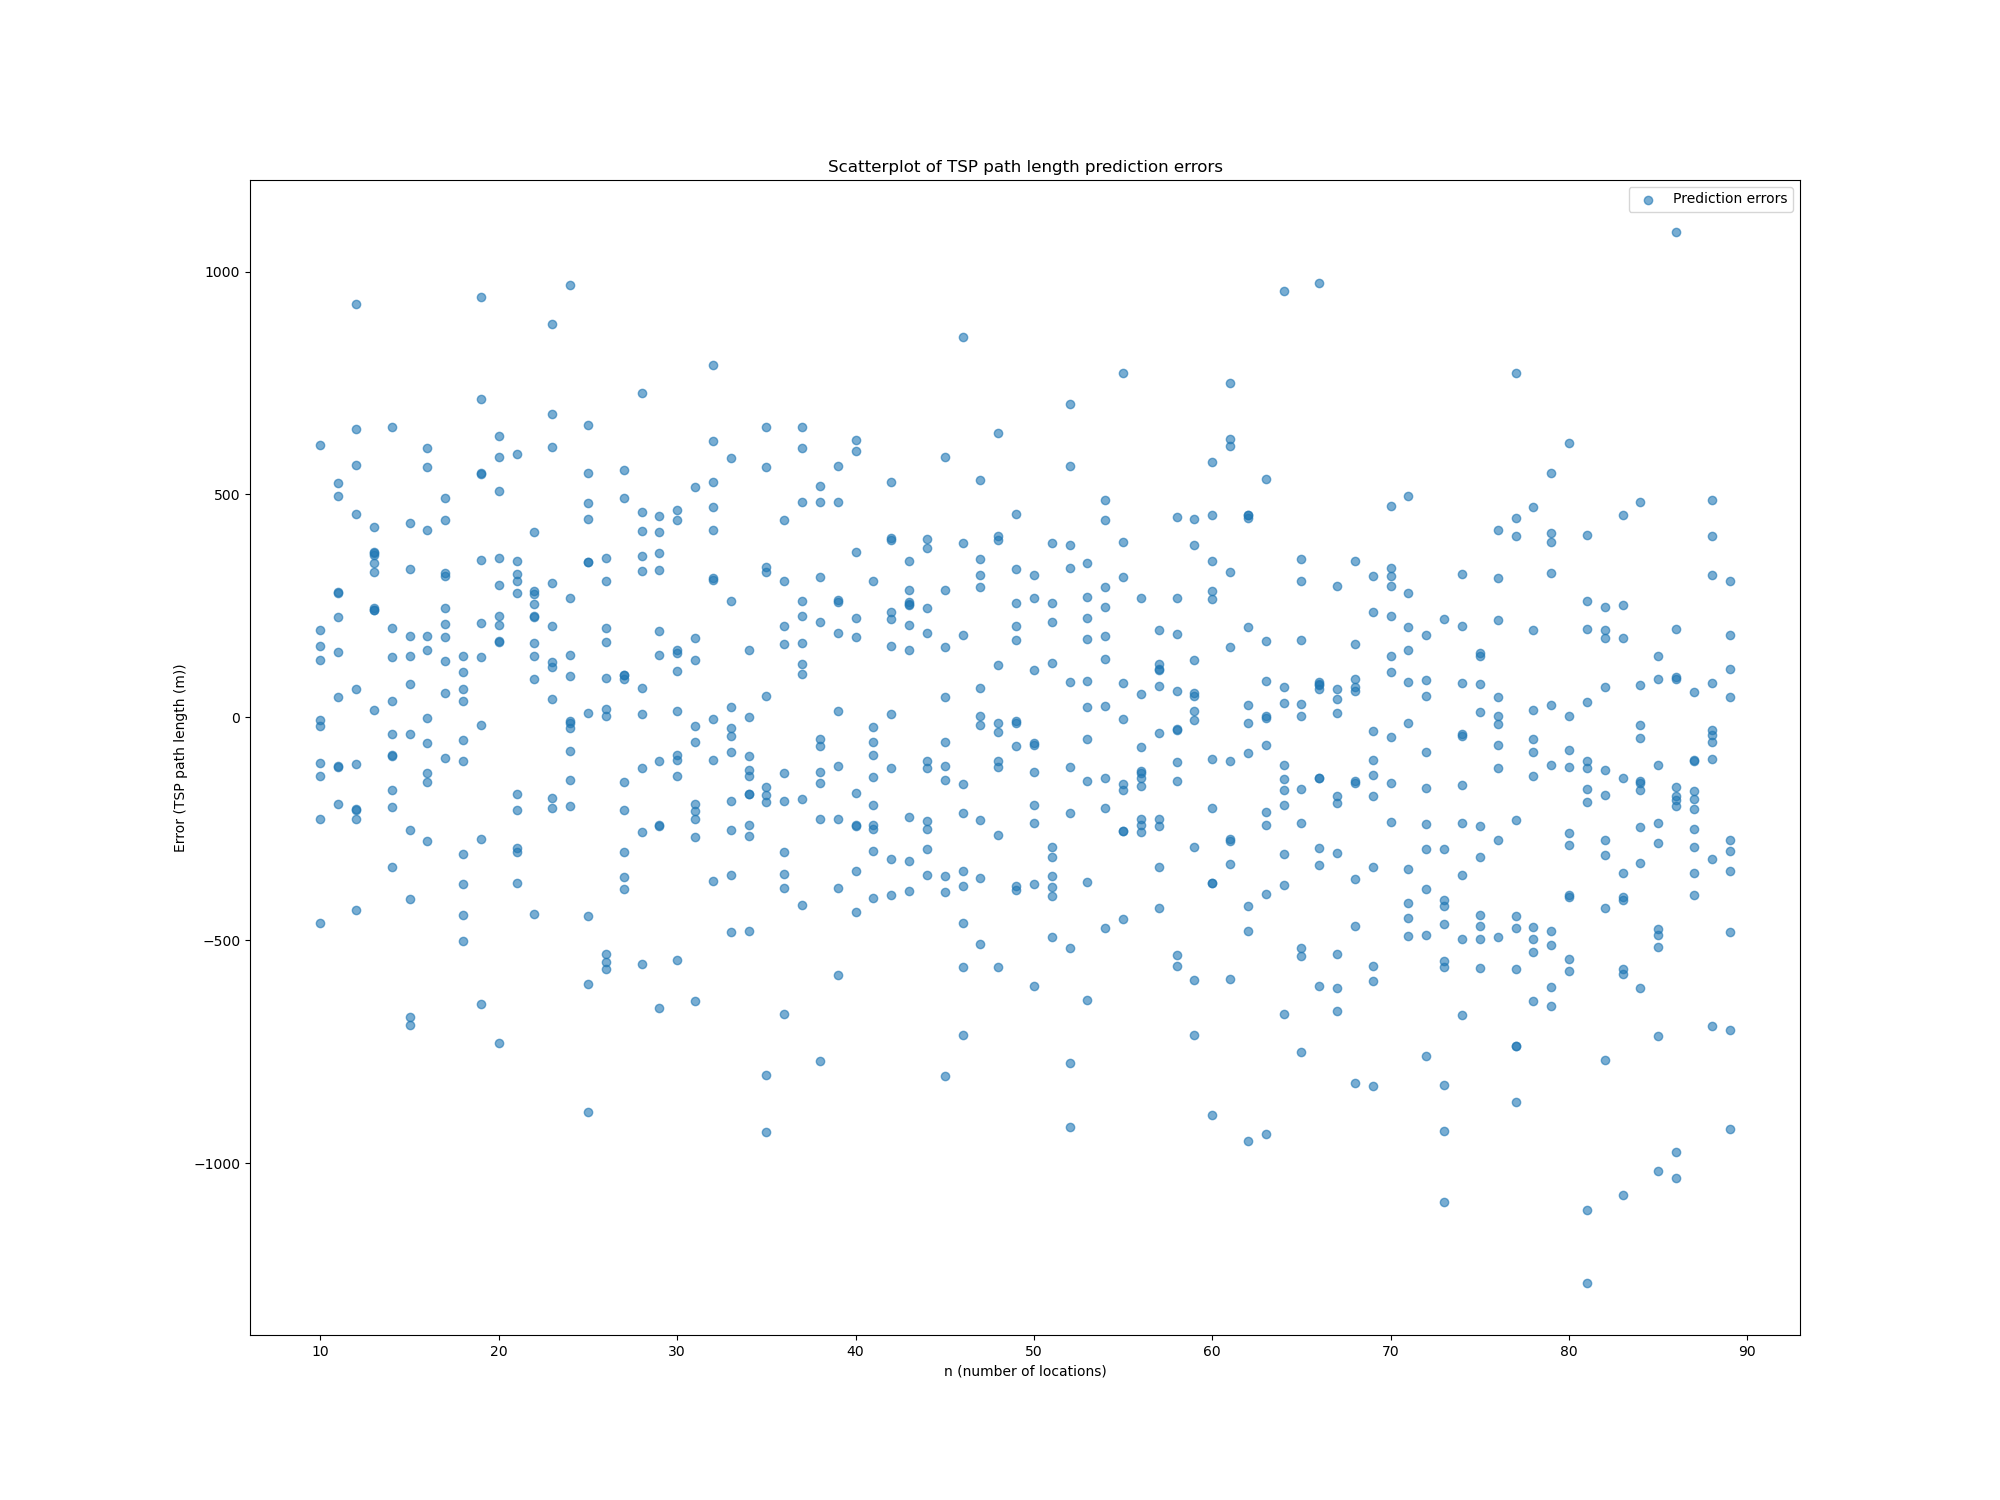 Scatterplot of TSP path length prediction errors
Prediction errors
Error (TSP path length (m))
1000
500
0
−500
−1000
10 20 30 40 50 60 70 80 90
n (number of locations)